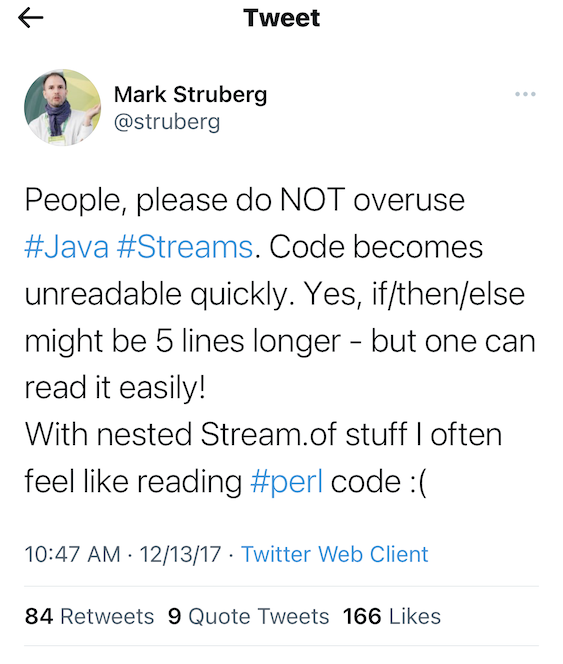 Tweet
Mark Struberg
@struberg
People, please do NOT overuse
#Java #Streams. Code becomes
unreadable quickly. Yes, if/then/else
might be 5 lines longer - but one can
read it easily!
With nested Stream.of stuff I often
feel like reading #perl code :(
10:47 AM · 12/13/17 · Twitter Web Client
84 Retweets 9 Quote Tweets 166 Likes